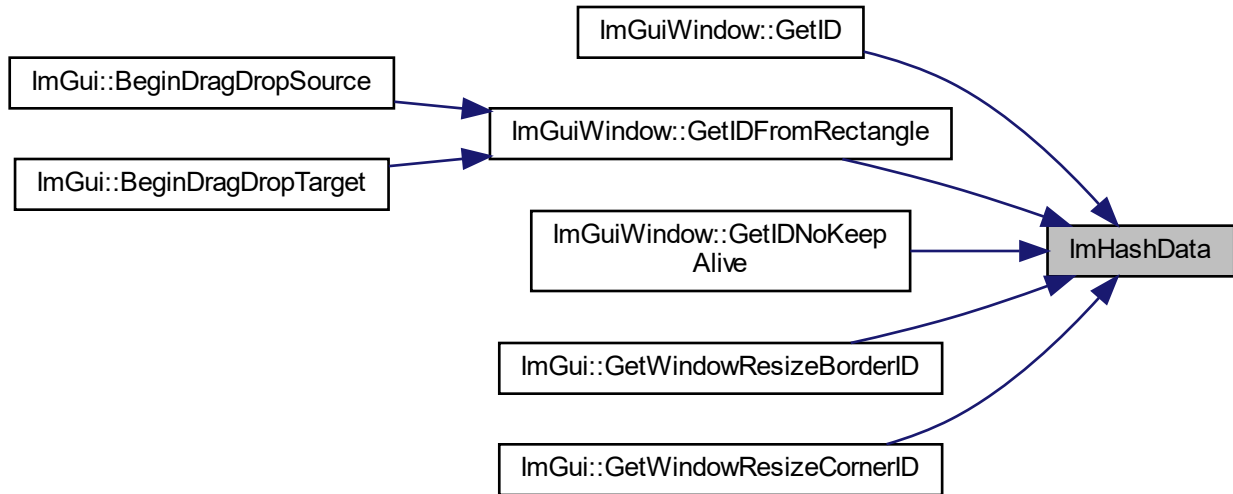 ImGuiWindow::GetID
ImGui::BeginDragDropSource
ImGuiWindow::GetIDFromRectangle
ImGui::BeginDragDropTarget
ImGuiWindow::GetIDNoKeep
Alive
ImHashData
ImGui::GetWindowResizeBorderID
ImGui::GetWindowResizeCornerID